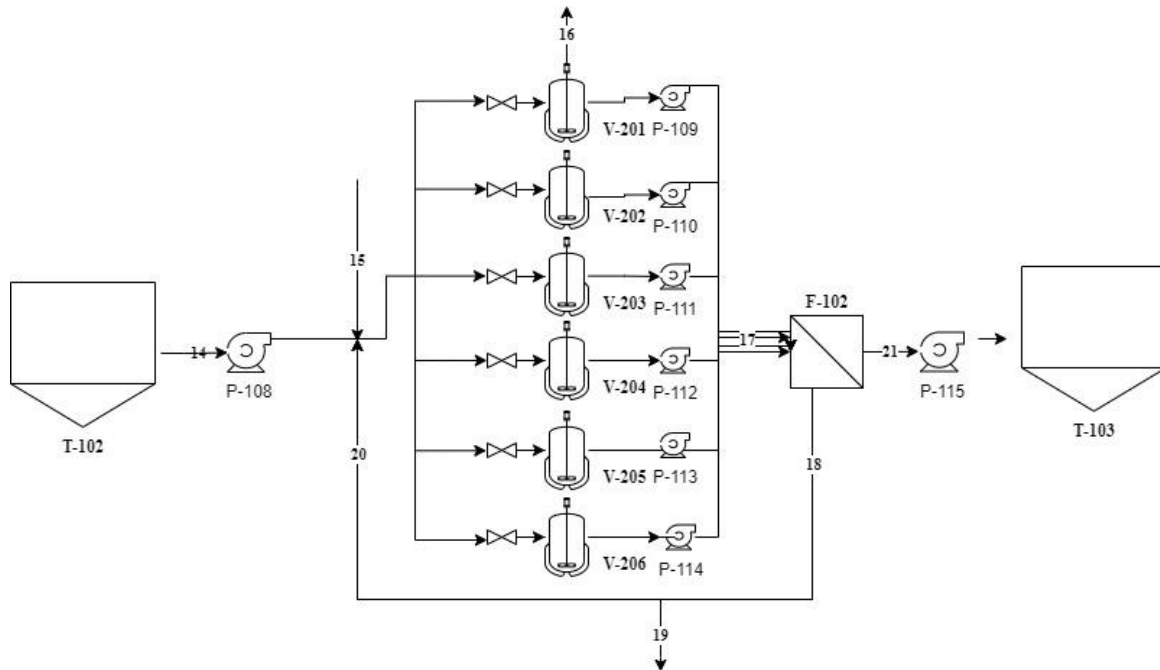 16
V-201 P-109
V-202
P-110
15
V-203
P-111
F-102
14
17
21
P-108
V-204
P-112
P-115
T-102
T-103
20
18
V-205
P-113
V-206
P-114
19